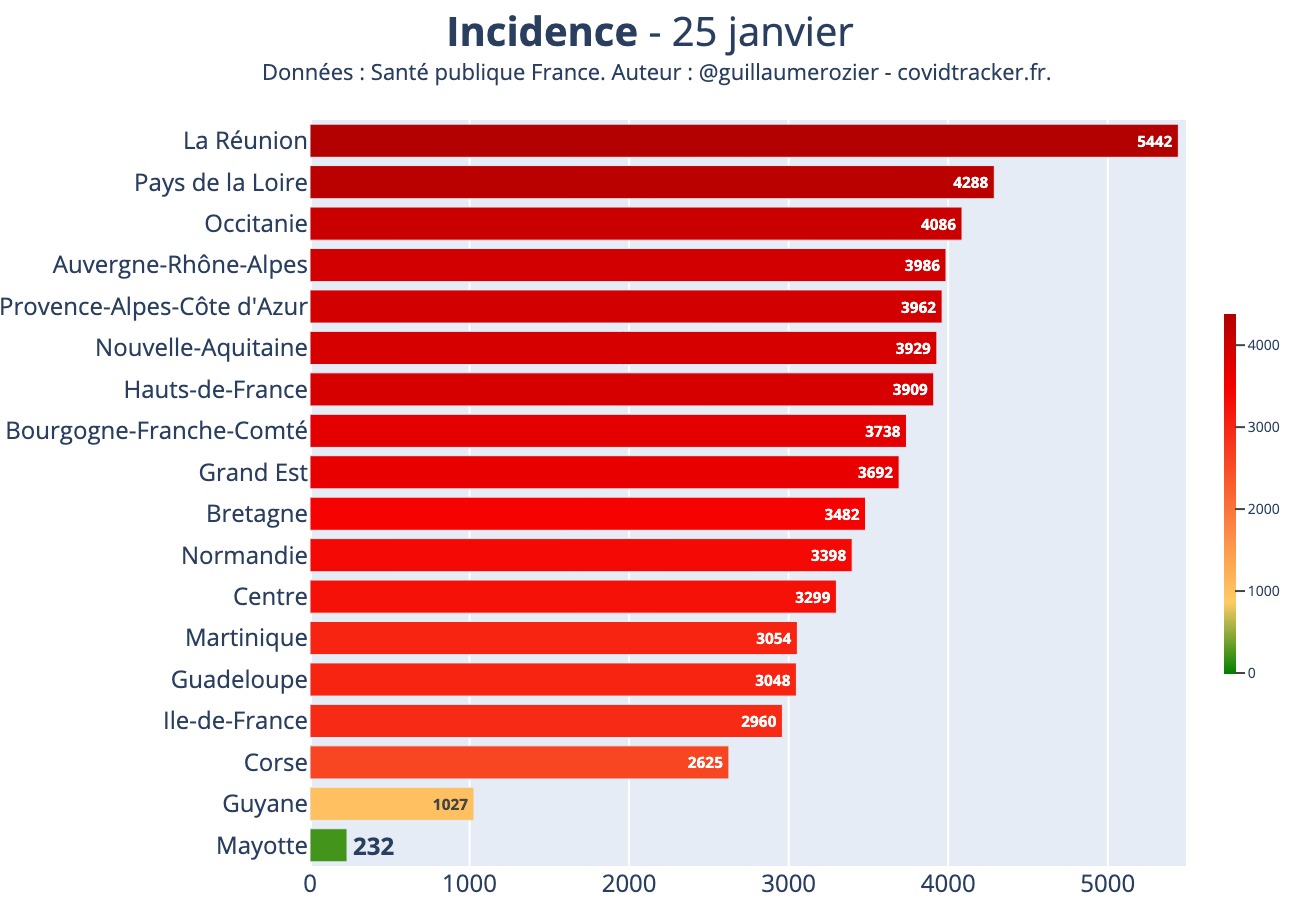 Incidence - 25 janvier
Données : Santé publique France. Auteur : @guillaumerozier - covidtracker.fr.
La Réunion 5442
Pays de la Loire 4288
Occitanie 4086
Auvergne-Rhône-Alpes 3986
Provence-Alpes-Côte d'Azur 3962
Nouvelle-Aquitaine 3929
Hauts-de-France 3909
Bourgogne-Franche-Comté 3738
Grand Est 3692
Bretagne 3482
Normandie 3398
Centre 3299
Martinique 3054
Guadeloupe 3048
Ile-de-France 2960
Corse 2625
Guyane 1027
Mayotte 232
0 1000 2000 3000 4000 5000
4000
3000
2000
1000
0